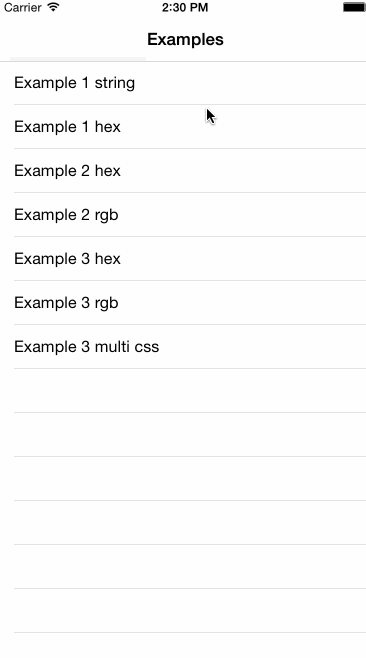 Carrier 2:30 PM
Examples
Example 1 string
Example 1 hex
Example 2 hex
Example 2 rgb
Example 3 hex
Example 3 rgb
Example 3 multi css